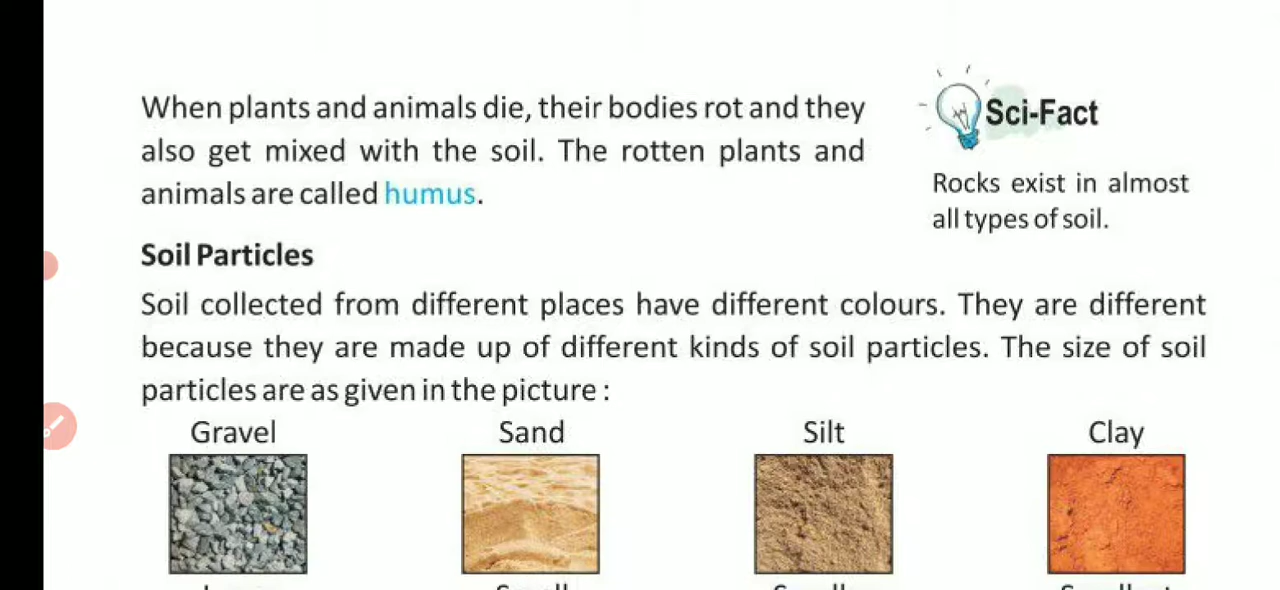 When plants and animals die, their bodies rot and they
also get mixed with the soil. The rotten plants and
animals are called humus.
Sci-Fact
Rocks exist in almost
all types of soil.
Soil Particles
Soil collected from different places have different colours. They are different
because they are made up of different kinds of soil particles. The size of soil
particles are as given in the picture :
Gravel Sand Silt Clay